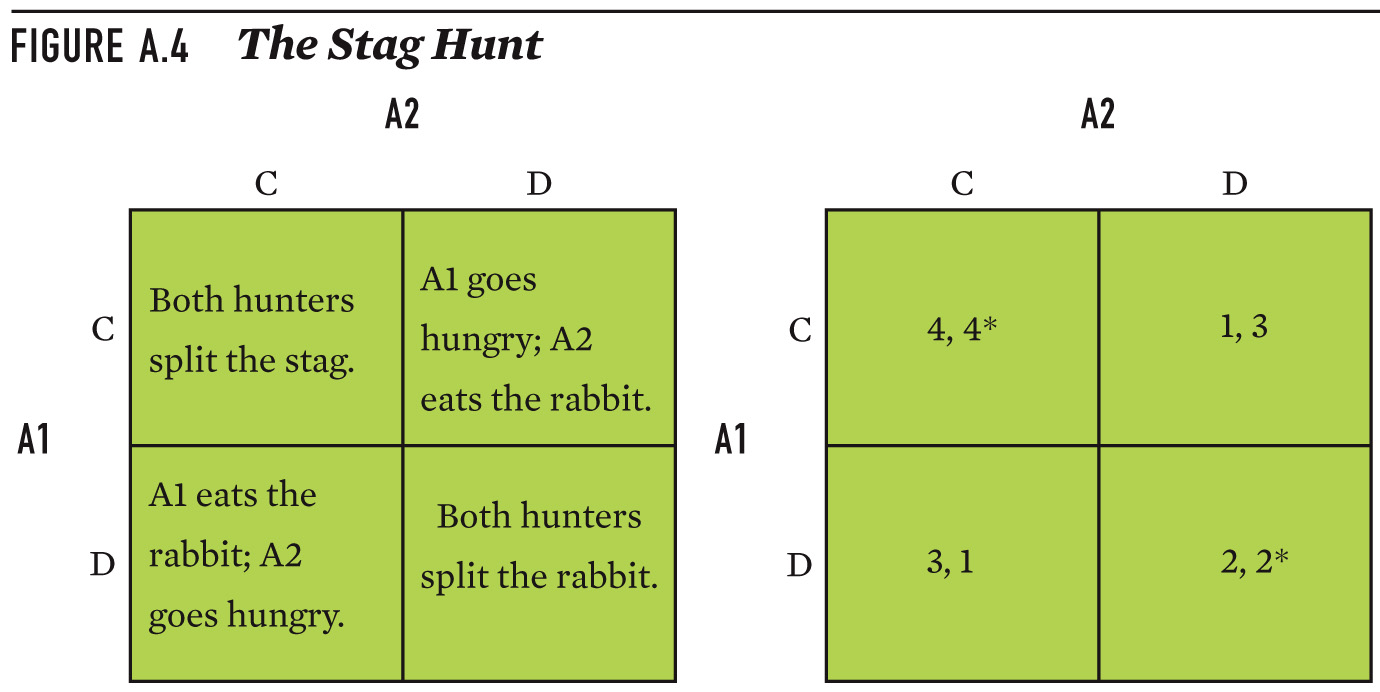 FIGURE A.4 The Stag Hunt
A2
C D
C
Both hunters
split the stag.
A1 goes
hungry; A2
eats the rabbit.
A1
D
A1 eats the
rabbit; A2
goes hungry.
Both hunters
split the rabbit.
A2
C D
C
4, 4*
1, 3
A1
D
3, 1
2, 2*